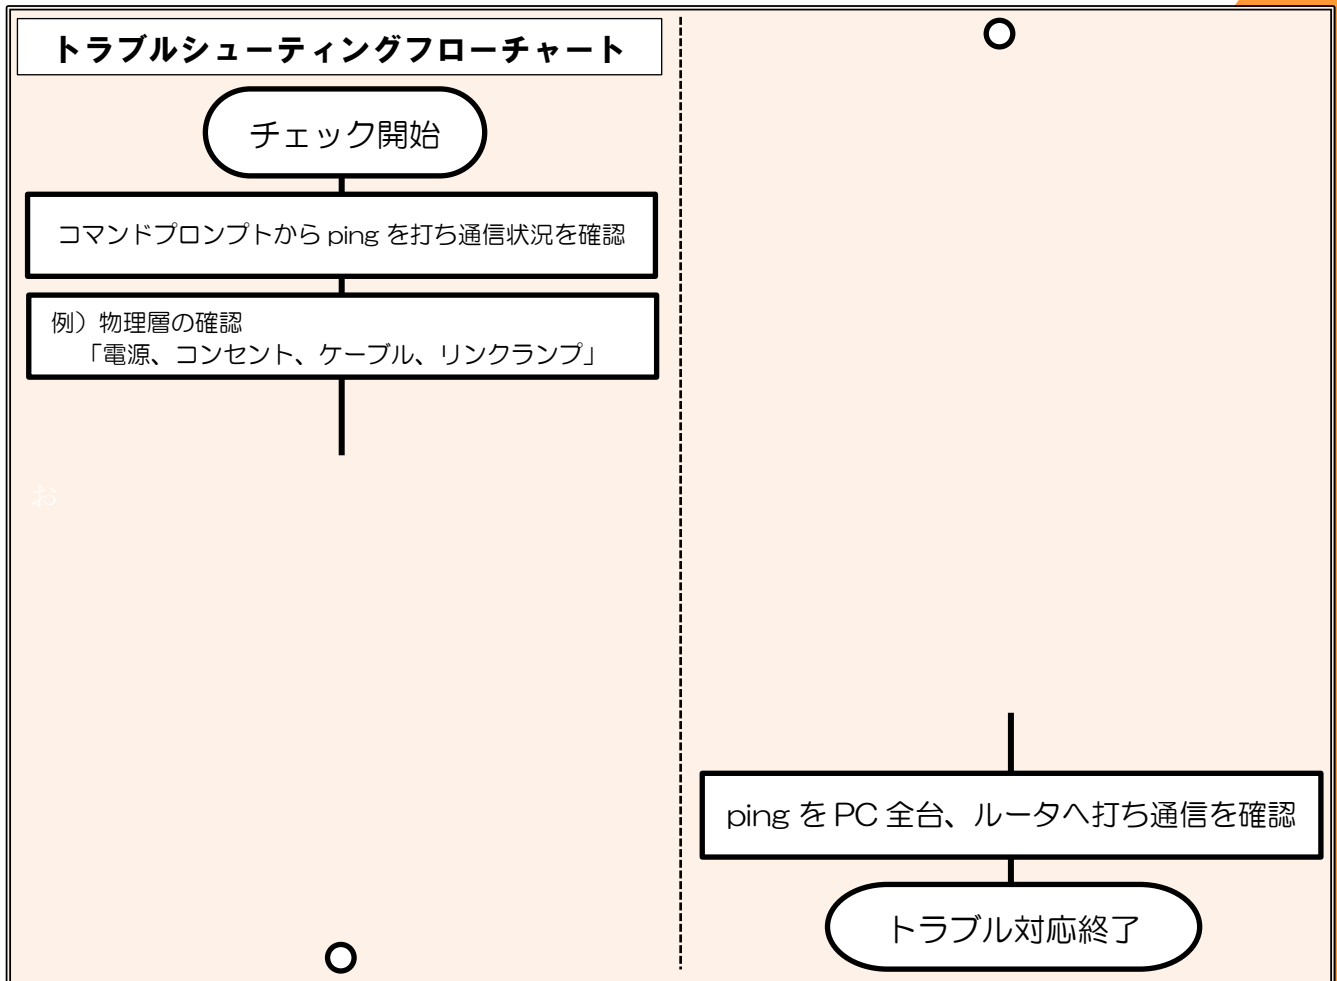 トラブルシューティングフローチャート
チェック開始
コマンドプロンプトから ping を打ち通信状況を確認
例）物理層の確認
「電源、コンセント、ケーブル、リンクランプ」
お
ping を PC 全台、ルータへ打ち通信を確認
トラブル対応終了